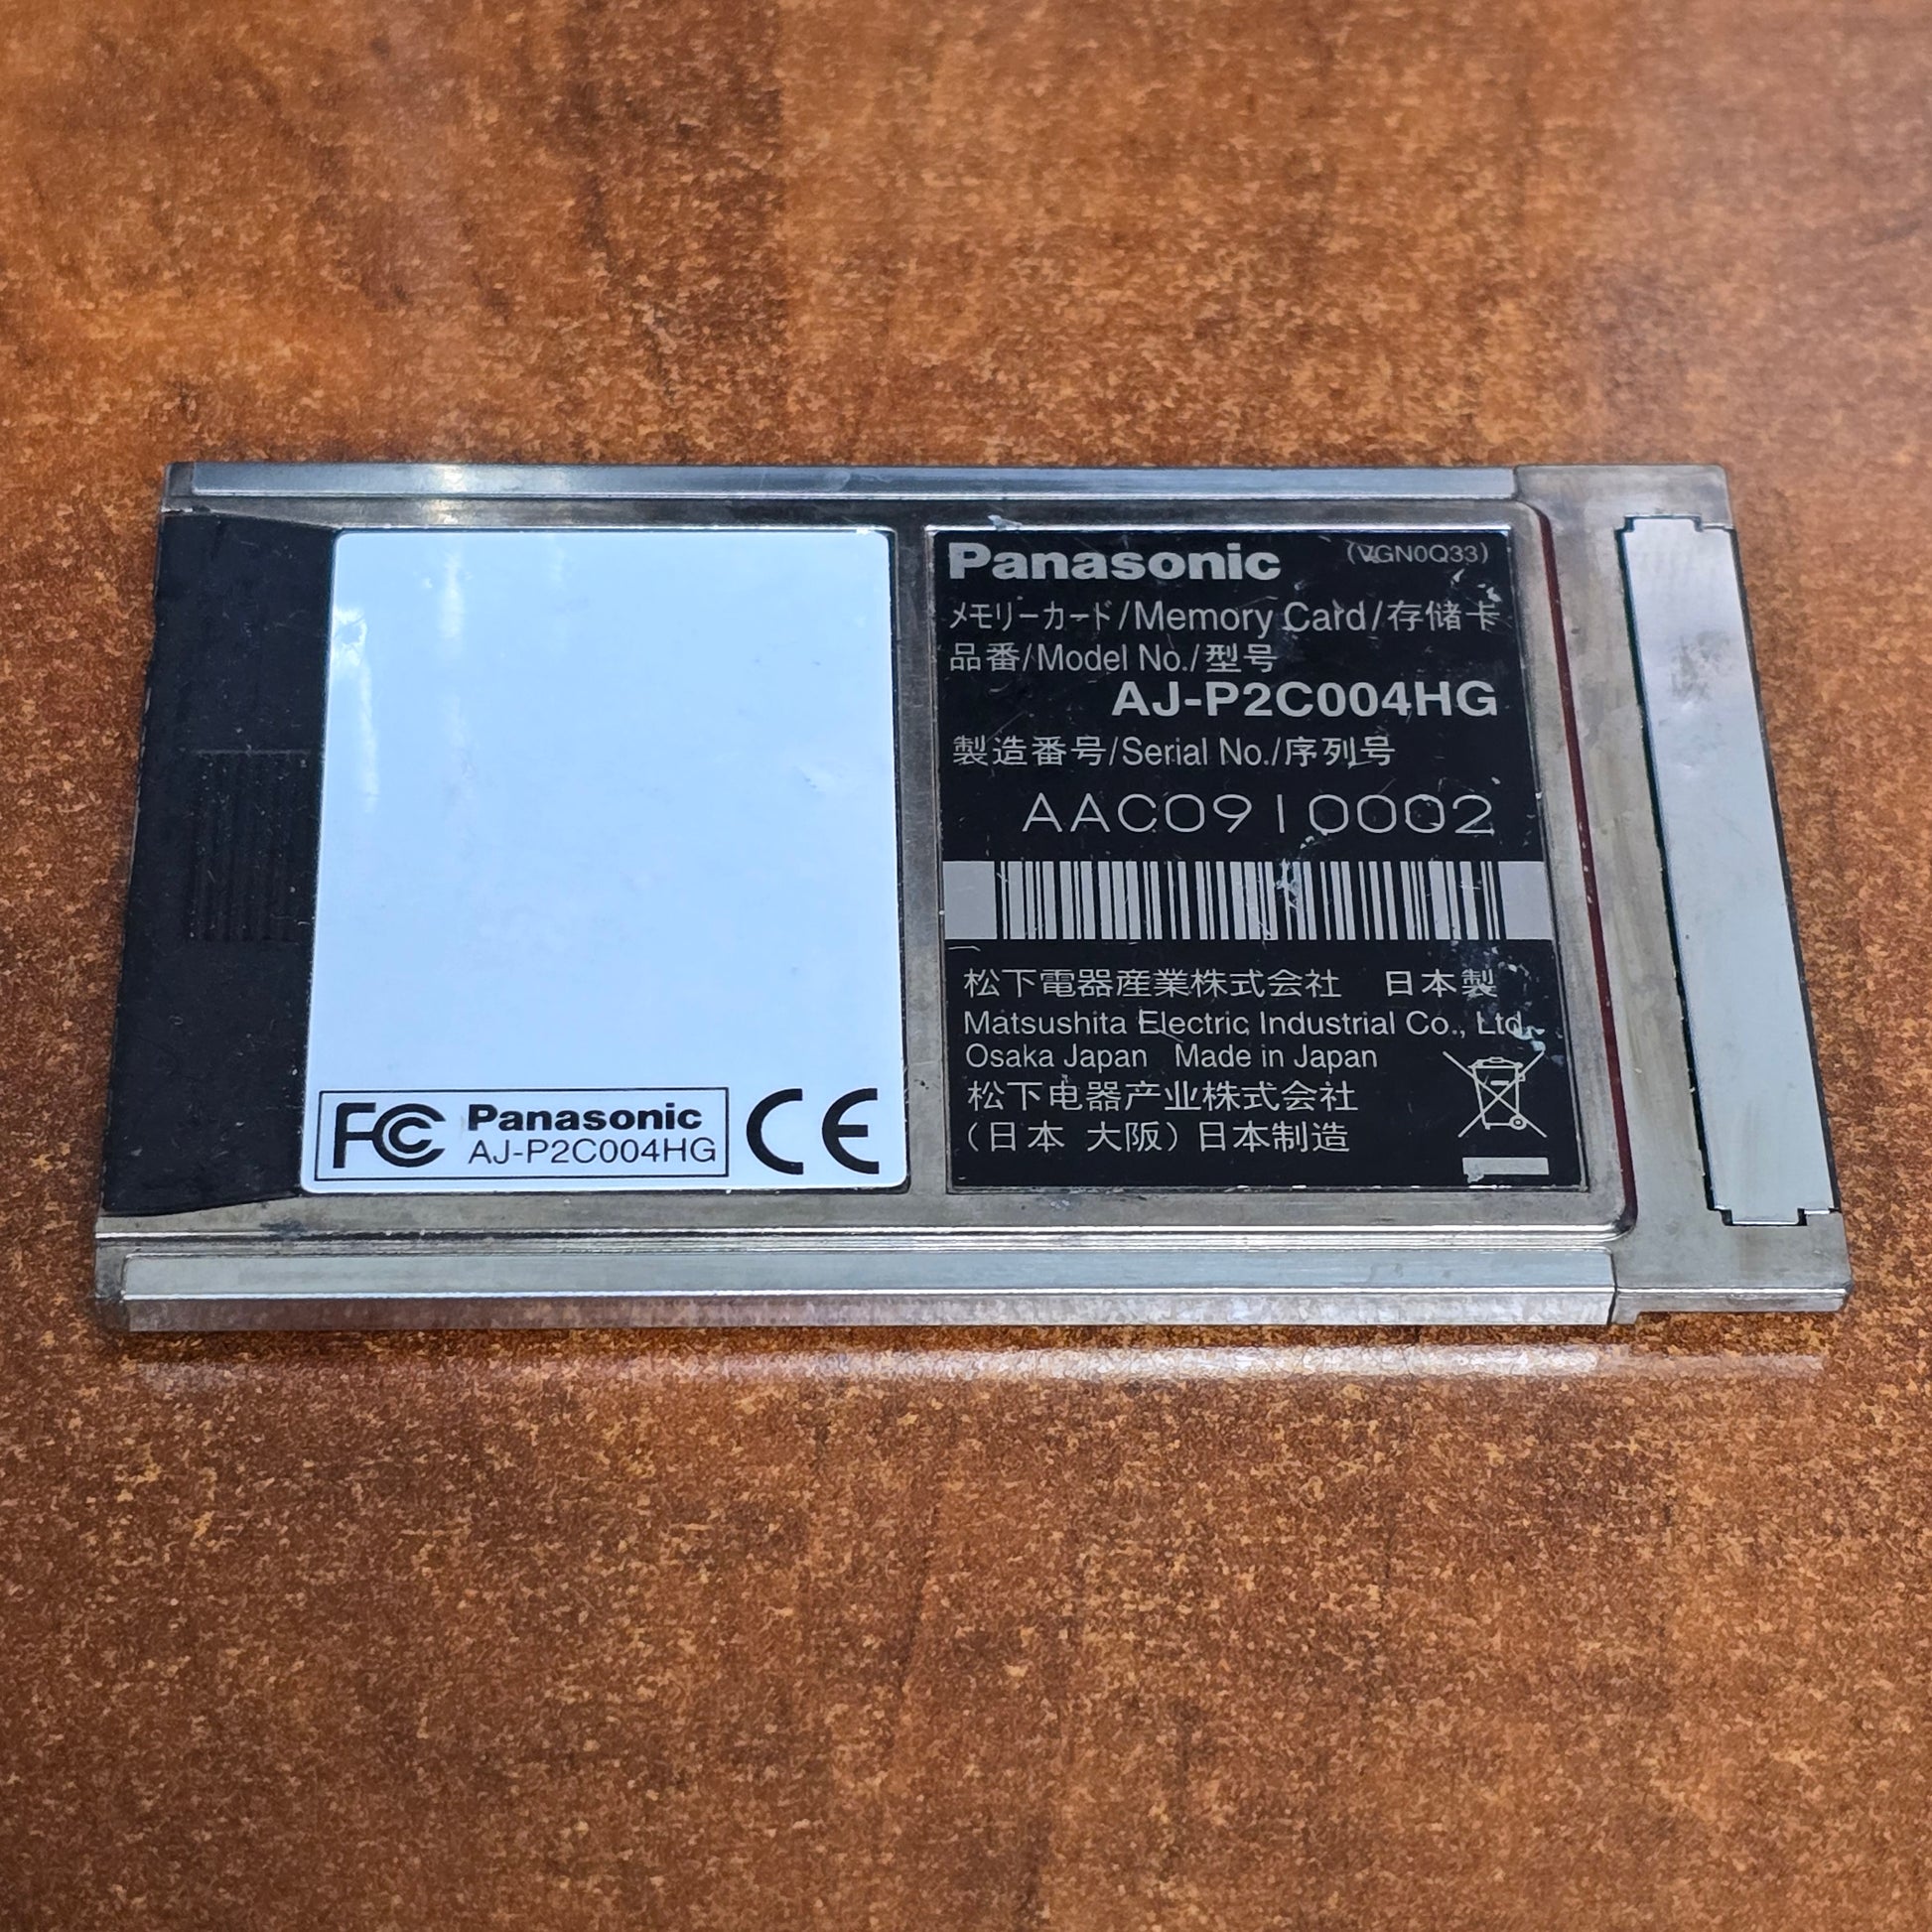 Panasonic (VGN0Q33)
メモリーカード/Memory Card/存储卡
品番/Model No./型号
AJ-P2C004HG
製造番号/Serial No./序列号
AAC0910002
松下電器産業株式会社 日本製
Matsushita Electric Industrial Co., Ltd.
Osaka Japan Made in Japan
松下电器产业株式会社
(日本 大阪) 日本制造
FC Panasonic CE
AJ-P2C004HG